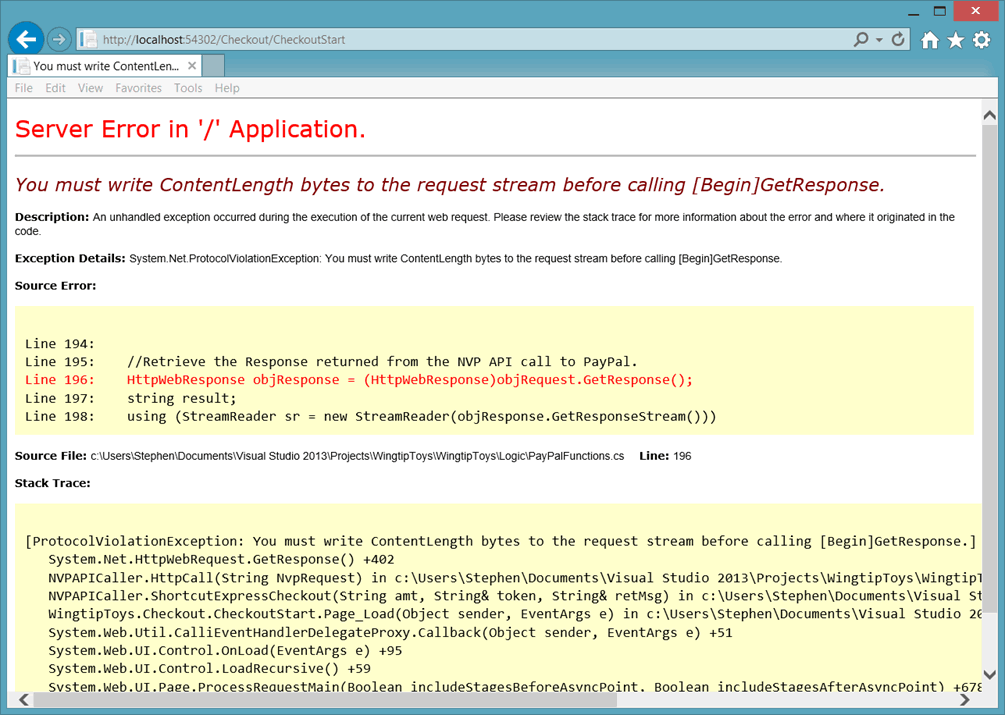 http://localhost:54302/Checkout/CheckoutStart
You must write ContentLen...
File Edit View Favorites Tools Help
Server Error in '/' Application.
You must write ContentLength bytes to the request stream before calling [Begin]GetResponse.
Description: An unhandled exception occurred during the execution of the current web request. Please review the stack trace for more information about the error and where it originated in the
code.
Exception Details: System.Net.ProtocolViolationException: You must write ContentLength bytes to the request stream before calling [Begin]GetResponse.
Source Error:
Line 194:
Line 195:    //Retrieve the Response returned from the NVP API call to PayPal.
Line 196:    HttpWebResponse objResponse = (HttpWebResponse)objRequest.GetResponse();
Line 197:    string result;
Line 198:    using (StreamReader sr = new StreamReader(objResponse.GetResponseStream()))
Source File: c:\Users\Stephen\Documents\Visual Studio 2013\Projects\WingtipToys\WingtipToys\Logic\PayPalFunctions.cs    Line: 196
Stack Trace:
[ProtocolViolationException: You must write ContentLength bytes to the request stream before calling [Begin]GetResponse.]
System.Net.HttpWebRequest.GetResponse() +402
NVPAPICaller.HttpCall(String NvpRequest) in c:\Users\Stephen\Documents\Visual Studio 2013\Projects\WingtipToys\WingtipT
NVPAPICaller.ShortcutExpressCheckout(String amt, String& token, String& retMsg) in c:\Users\Stephen\Documents\Visual St
WingtipToys.Checkout.CheckoutStart.Page_Load(Object sender, EventArgs e) in c:\Users\Stephen\Documents\Visual Studio 20
System.Web.Util.CalliEventHandlerDelegateProxy.Callback(Object sender, EventArgs e) +51
System.Web.UI.Control.OnLoad(EventArgs e) +95
System.Web.UI.Control.LoadRecursive() +59
System.Web.UI.Page.ProcessRequestMain(Boolean includeStagesBeforeAsyncPoint, Boolean includeStagesAfterAsyncPoint) +678